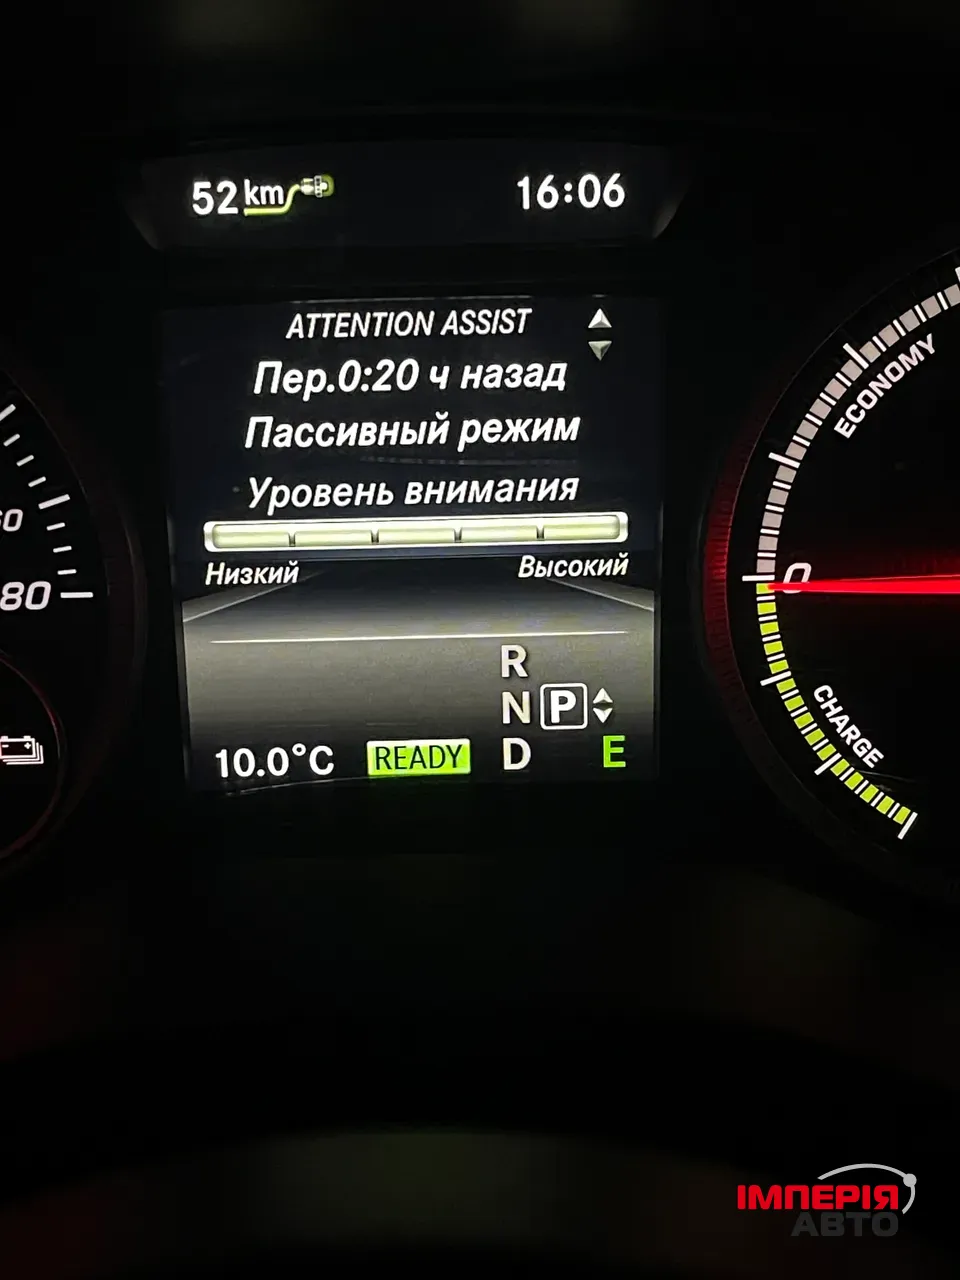 52 km
16:06
ATTENTION ASSIST
Пер.0:20 ч назад
Пассивный режим
Уровень внимания
Низкий
Высокий
R
N P
D
10.0°C
READY
E
80
0
ECONOMY
CHARGE
ІМПЕРІЯ
АВТО